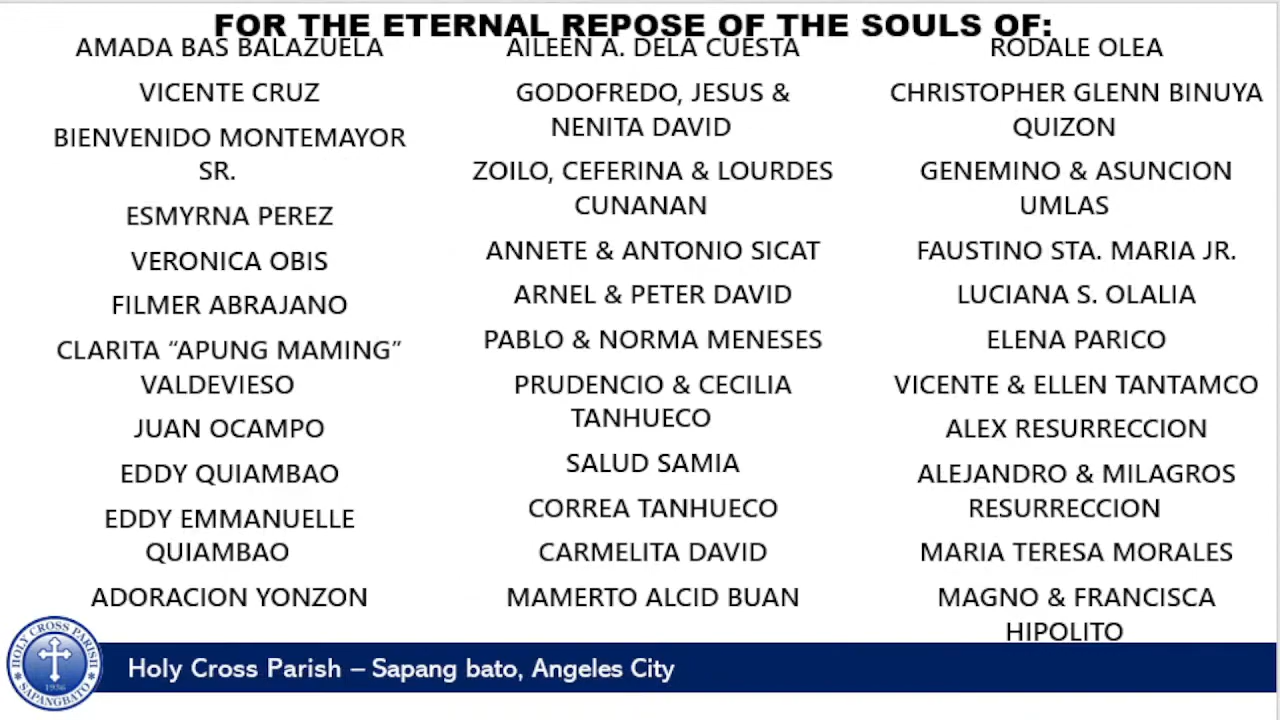 FOR THE ETERNAL REPOSE OF THE SOULS OF:
AMADA BAS BALAZUELA
VICENTE CRUZ
BIENVENIDO MONTEMAYOR
SR.
ESMYRNA PEREZ
VERONICA OBIS
FILMER ABRAJANO
CLARITA “APUNG MAMING”
VALDEVIESO
JUAN OCAMPO
EDDY QUIAMBAO
EDDY EMMANUELLE
QUIAMBAO
ADORACION YONZON
AILEEN A. DELA CUESTA
GODOFREDO, JESUS &
NENITA DAVID
ZOILO, CEFERINA & LOURDES
CUNANAN
ANNETE & ANTONIO SICAT
ARNEL & PETER DAVID
PABLO & NORMA MENESES
PRUDENCIO & CECILIA
TANHUECO
SALUD SAMIA
CORREA TANHUECO
CARMELITA DAVID
MAMERTO ALCID BUAN
RODALE OLEA
CHRISTOPHER GLENN BINUYA
QUIZON
GENEMINO & ASUNCION
UMLAS
FAUSTINO STA. MARIA JR.
LUCIANA S. OLALIA
ELENA PARICO
VICENTE & ELLEN TANTAMCO
ALEX RESURRECCION
ALEJANDRO & MILAGROS
RESURRECCION
MARIA TERESA MORALES
MAGNO & FRANCISCA
HIPOLITO
HOLY CROSS PARISH
SAPANGBATO
Holy Cross Parish – Sapang bato, Angeles City